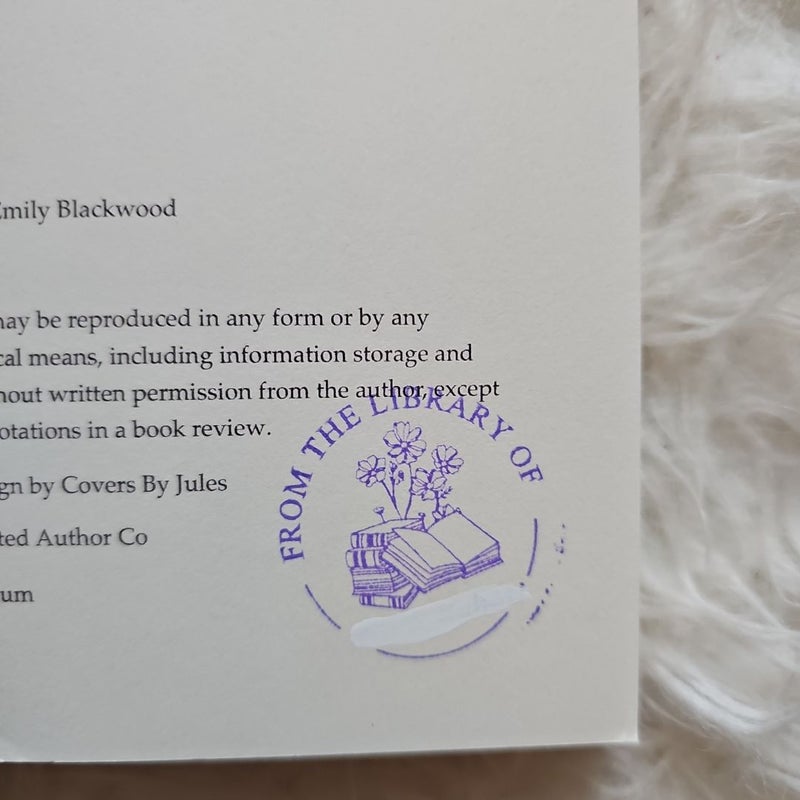 Emily Blackwood
may be reproduced in any form or by any
cal means, including information storage and
hout written permission from the author, except
otations in a book review.
gn by Covers By Jules
ted Author Co
um
FROM THE LIBRARY OF